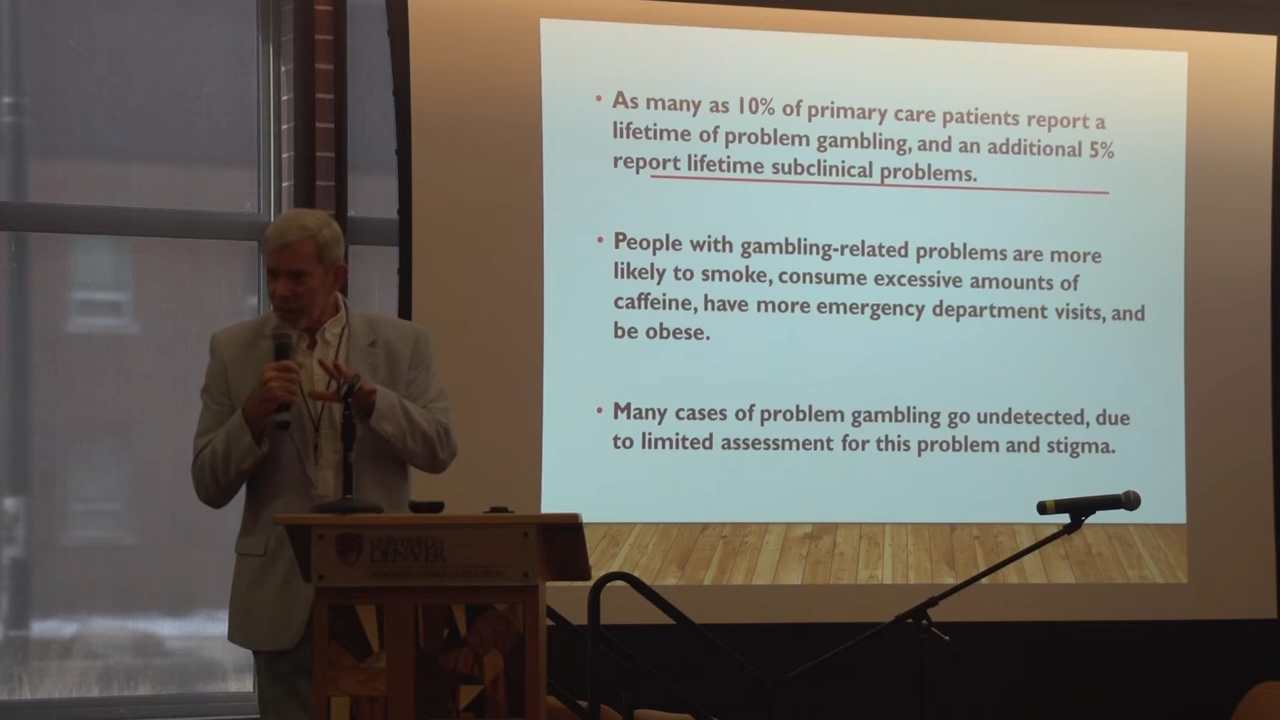 • As many as 10% of primary care patients report a
lifetime of problem gambling, and an additional 5%
report lifetime subclinical problems.
• People with gambling-related problems are more
likely to smoke, consume excessive amounts of
caffeine, have more emergency department visits, and
be obese.
• Many cases of problem gambling go undetected, due
to limited assessment for this problem and stigma.
UNIVERSITY OF
DENVER